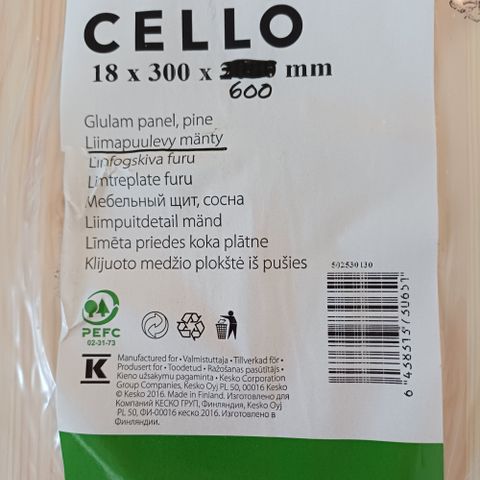 CELLO
18 x 300 x mm
600
Glulam panel, pine
Liimapuulevy mänty
Limfogskiva furu
Limtreplate furu
Мебельный щит, сосна
Liimpuitdetail mänd
Līmēta priedes koka plātne
Klijuoto medžio plokštė iš pušies
502530130
6 438313 730651
PEFC
02-31-73
K
Manufactured for • Valmistuttaja • Tillverkad för •
Produsert for • Toodetud • Ražošanas pasūtītājs •
Kieno užsakymu pagaminta • Kesko Corporation
Group Companies, Kesko Oyj PL 50, 00016 Kesko
© Kesko 2016. Made in Finland. Изготовлено для
Компаний КЕСКО ГРУП, Финляндия, Kesko Oyj
PL 50, ФИ-00016 кеско 2016. Изготовлено в
Финляндии.